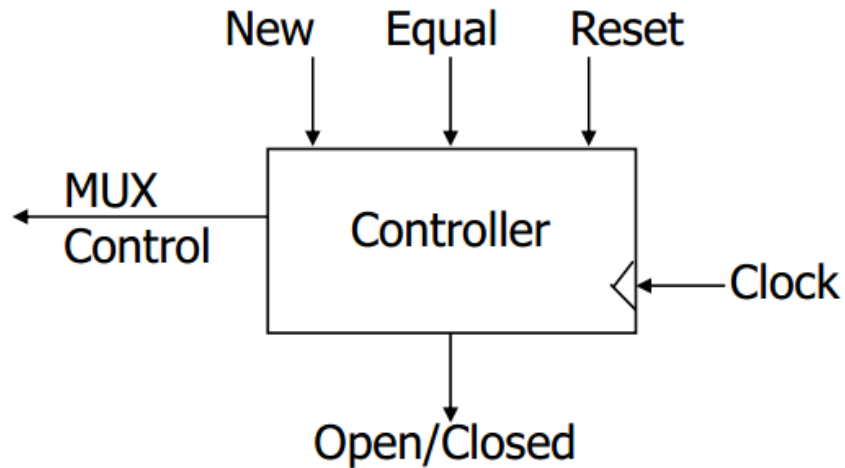 New Equal Reset
MUX
Control
Controller
Clock
Open/Closed